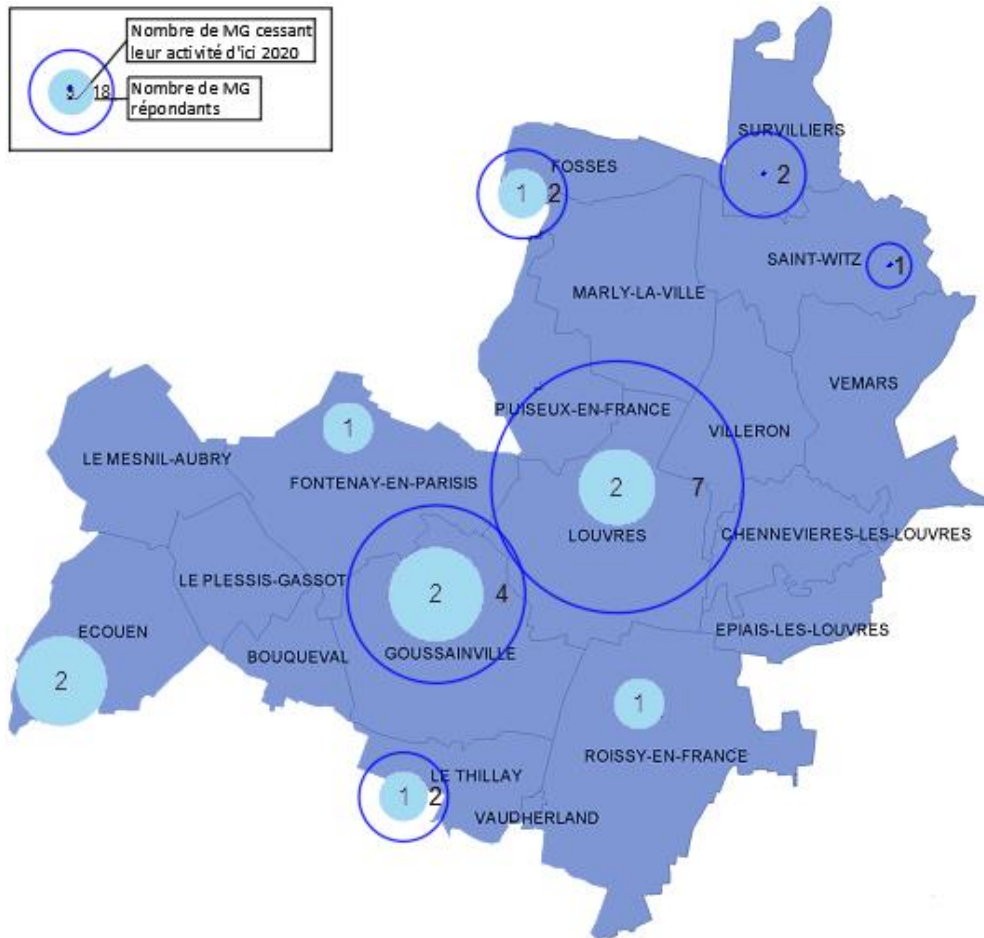 Nombre de MG cessant
leur activité d'ici 2020
18
Nombre de MG
répondants
SURVILLIERS
2
FOSSES
1 2
SAINT-WITZ 1
MARLY-LA-VILLE
VEMARS
PUISEUX-EN-FRANCE
VILLERON
1
LE MESNIL-AUBRY
FONTENAY-EN-PARISIS
2 7
LOUVRES
CHENNEVIERES-LES-LOUVRES
LE PLESSIS-GASSOT
2 4
ECOUEN
EPIAIS-LES-LOUVRES
BOUQUEVAL
GOUSSAINVILLE
2
1
ROISSY-EN-FRANCE
LE THILLAY
1 2
VAUDHERLAND